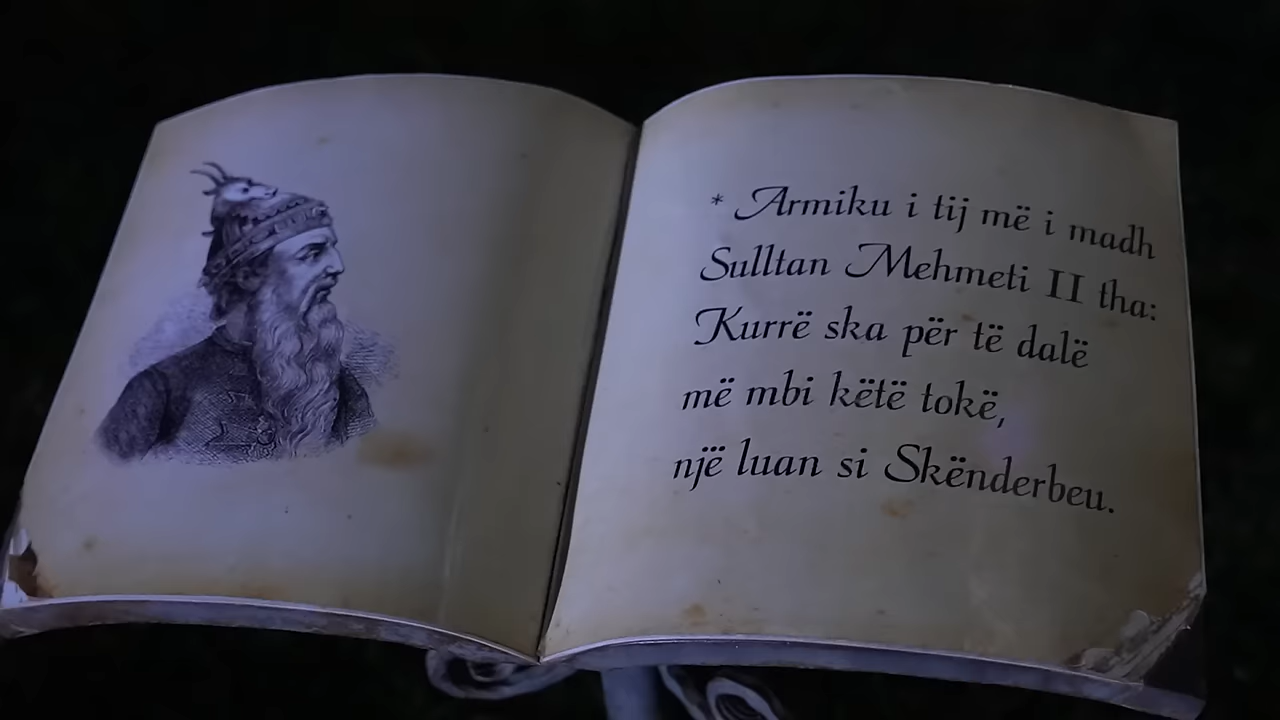 * Armiku i tij më i madh
Sulltan Mehmeti II tha:
Kurrë ska për të dalë
më mbi këtë tokë,
një luan si Skënderbeu.